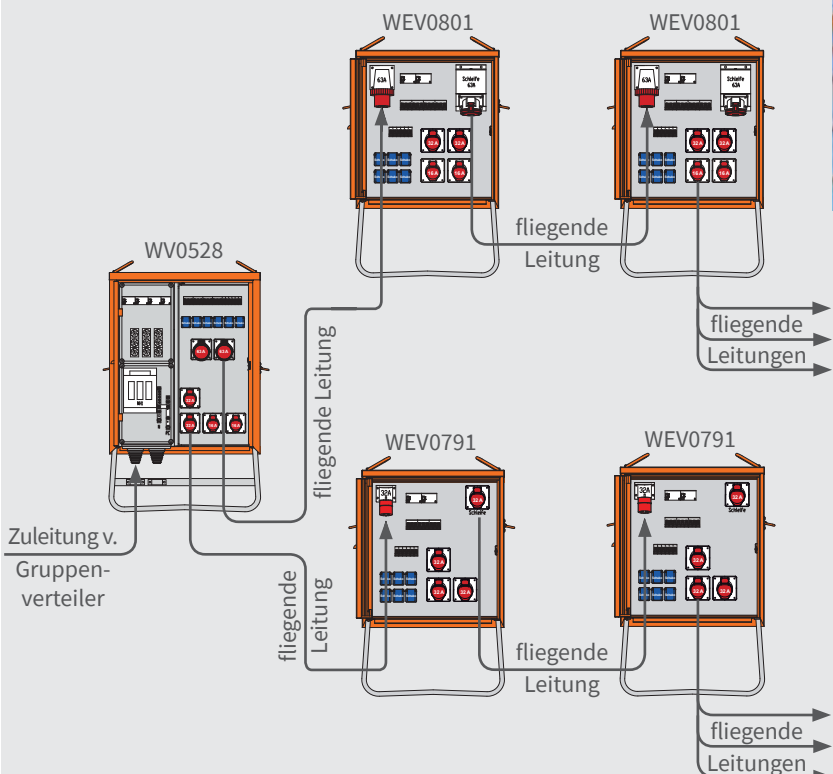 WEV0801
WEV0801
63A
Schleife
63A
63A
Schleife
63A
32A
32A
32A
32A
16A
16A
16A
16A
fliegende
Leitung
WV0528
63A
63A
32A
32A
16A
16A
fliegende Leitung
fliegende
Leitungen
WEV0791
WEV0791
32A
32A
Schleife
32A
32A
Schleife
32A
32A
32A
32A
32A
32A
Zuleitung v.
Gruppen-
verteiler
fliegende
Leitung
fliegende
Leitung
fliegende
Leitungen